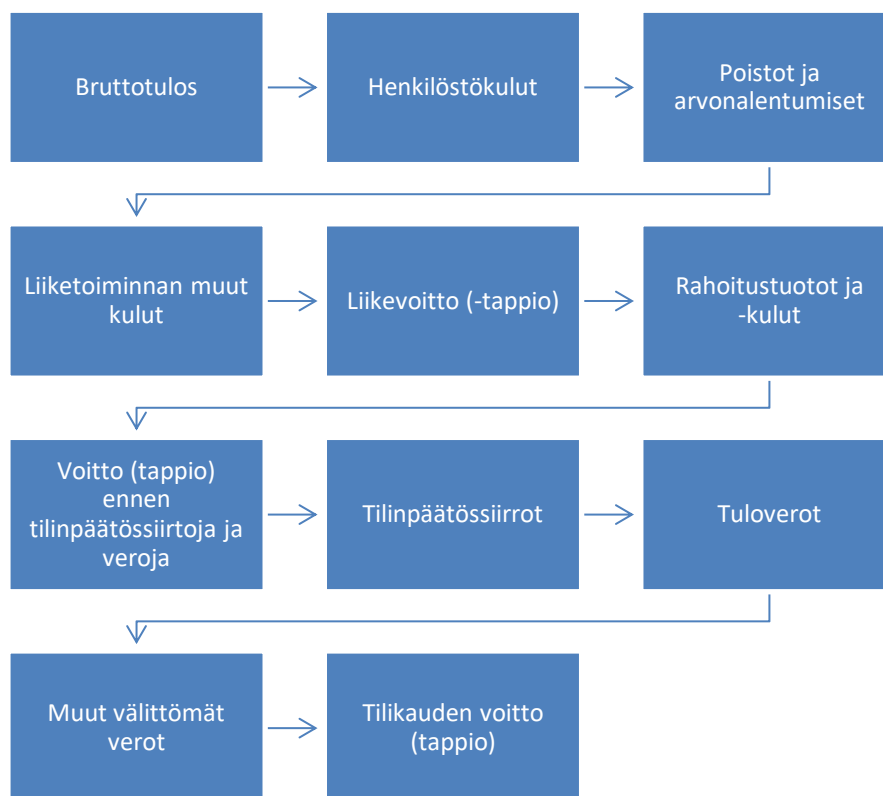 Bruttotulos
Henkilöstökulut
Poistot ja
arvonalentumiset
Liiketoiminnan muut
kulut
Liikevoitto (-tappio)
Rahoitustuotot ja
-kulut
Voitto (tappio)
ennen
tilinpäätössiirtoja ja
veroja
Tilinpäätössiirrot
Tuloverot
Muut välittömät
verot
Tilikauden voitto
(tappio)